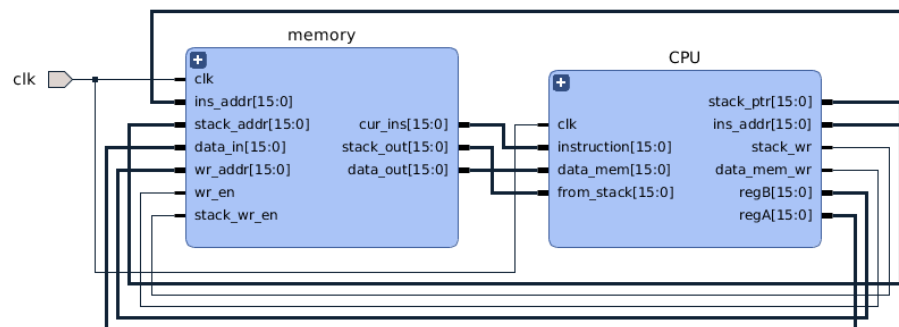 memory
CPU
clk
clk
ins_addr[15:0]
stack_addr[15:0]
data_in[15:0]
wr_addr[15:0]
wr_en
stack_wr_en
cur_ins[15:0]
stack_out[15:0]
data_out[15:0]
clk
instruction[15:0]
data_mem[15:0]
from_stack[15:0]
stack_ptr[15:0]
ins_addr[15:0]
stack_wr
data_mem_wr
regB[15:0]
regA[15:0]